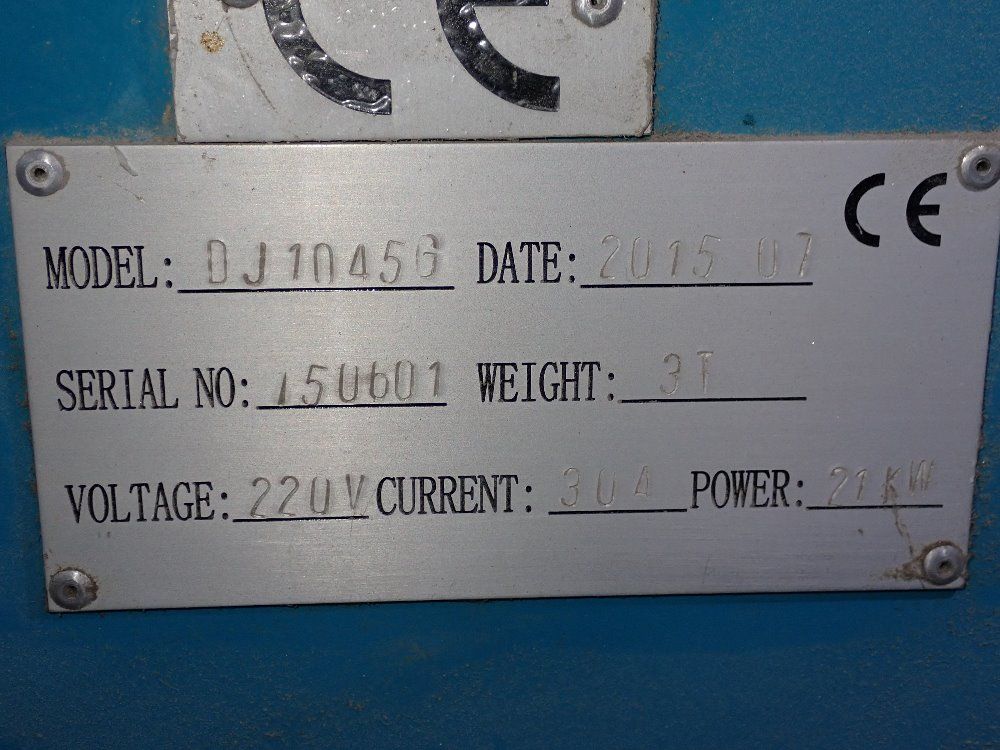 CE
CE
MODEL: DJ1045G DATE: 2015 07
SERIAL NO: 150601 WEIGHT: 3T
VOLTAGE: 220V CURRENT: 30A POWER: 21KW